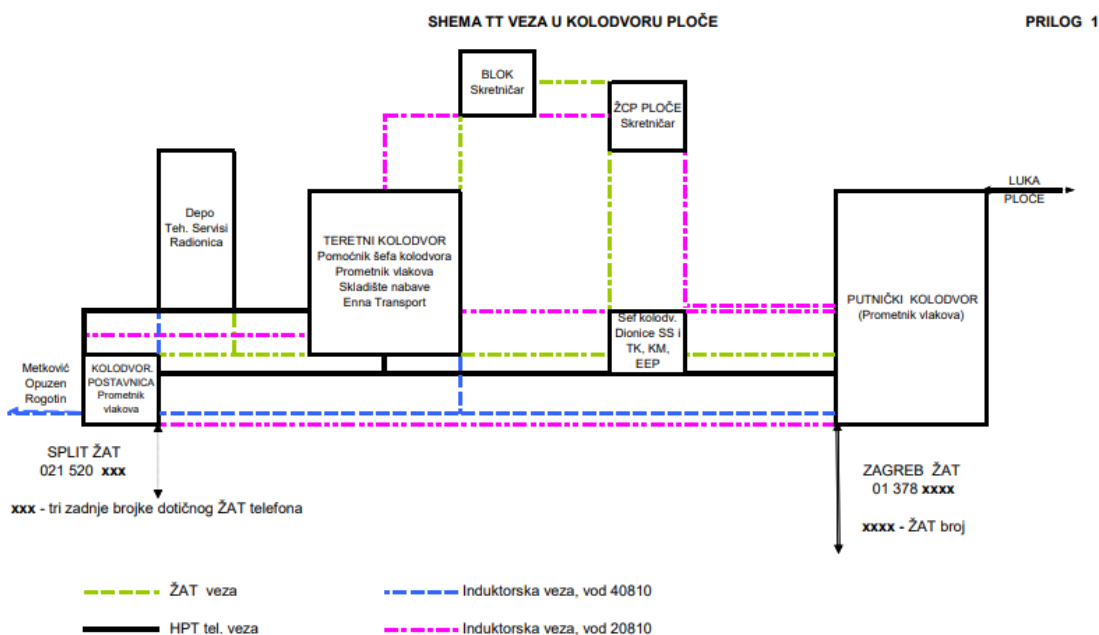 SHEMA TT VEZA U KOLODVORU PLOČE
PRILOG 1
BLOK
Skretničar
ŽCP PLOČE
Skretničar
Depo
Teh. Servisi
Radionica
TERETNI KOLODVOR
Pomoćnik šefa kolodvora
Prometnik vlakova
Skladište nabave
Enna Transport
LUKA
PLOČE
PUTNIČKI KOLODVOR
(Prometnik vlakova)
Šef kolodv.
Dionice SS i
TK, KM,
EEP
Metković
Opuzen
Rogotin
KOLODVOR.
POSTAVNICA
Prometnik
vlakova
SPLIT ŽAT
021 520 xxx
xxx - tri zadnje brojke dotičnog ŽAT telefona
ZAGREB ŽAT
01 378 xxxx
xxxx - ŽAT broj
ŽAT veza
Induktorska veza, vod 40810
HPT tel. veza
Induktorska veza, vod 20810